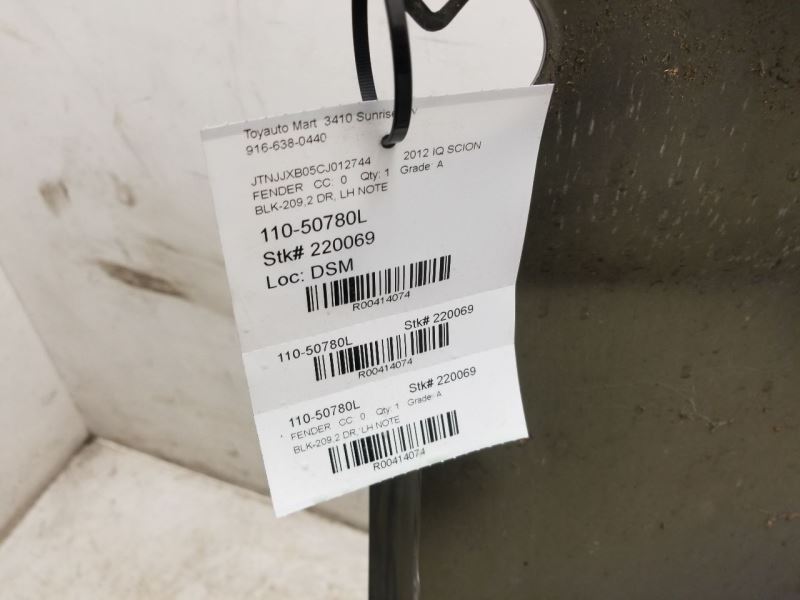 Toyauto Mart 3410 Sunrise
916-638-0440
JTNJJXB05CJ012744 2012 IQ SCION
FENDER CC: 0 Qty: 1 Grade: A
BLK-209,2 DR, LH NOTE
110-50780L
Stk# 220069
Loc: DSM
R00414074
110-50780L Stk# 220069
R00414074
110-50780L Stk# 220069
FENDER CC: 0 Qty: 1 Grade: A
BLK-209,2 DR, LH NOTE
R00414074